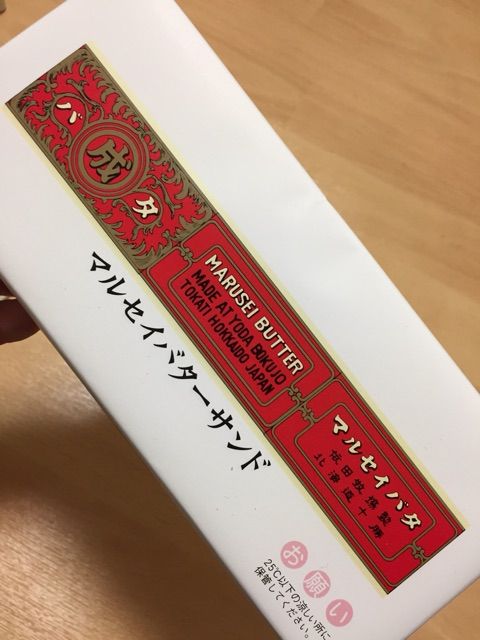 バ
成
タ
MARUSEI BUTTER
MADE AT YODA BOKUJO
TOKATI HOKKAIDO JAPAN
マルセイバタ
依田牧場製
北海道十勝
マルセイバターサンド
お願い
25℃以下の涼しい所に
保管してください。